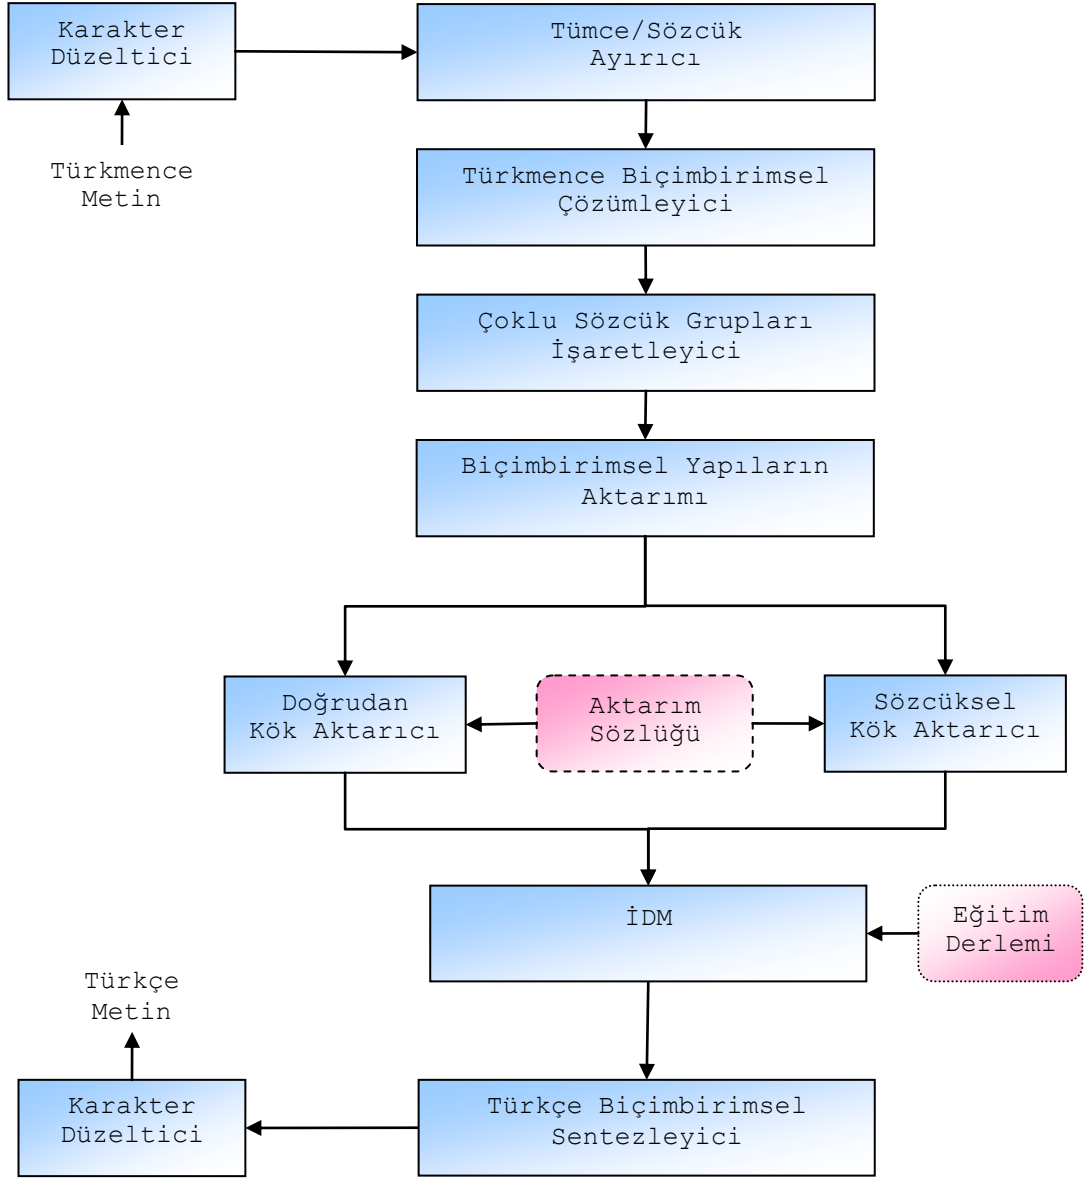 Karakter
Düzeltici
Tümce/Sözcük
Ayırıcı
Türkmence
Metin
Türkmence Biçimbirimsel
Çözümleyici
Çoklu Sözcük Grupları
İşaretleyici
Biçimbirimsel Yapıların
Aktarımı
Doğrudan
Kök Aktarıcı
Aktarım
Sözlüğü
Sözcüksel
Kök Aktarıcı
İDM
Eğitim
Derlemi
Türkçe
Metin
Karakter
Düzeltici
Türkçe Biçimbirimsel
Sentezleyici